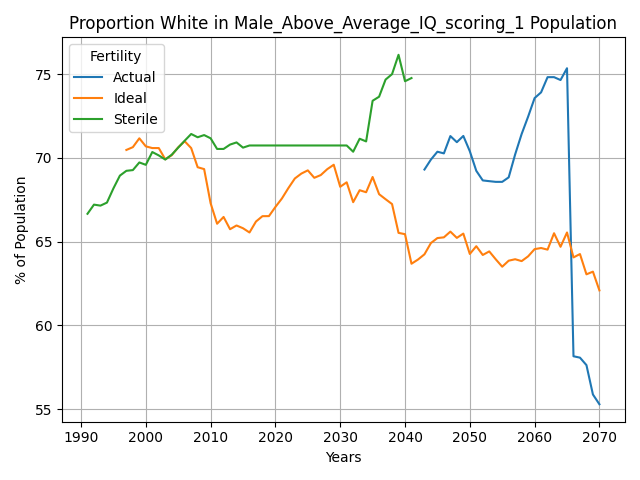 Proportion White in Male_Above_Average_IQ_scoring_1 Population
Fertility
Actual
Ideal
Sterile
% of Population
75
70
65
60
55
1990 2000 2010 2020 2030 2040 2050 2060 2070
Years